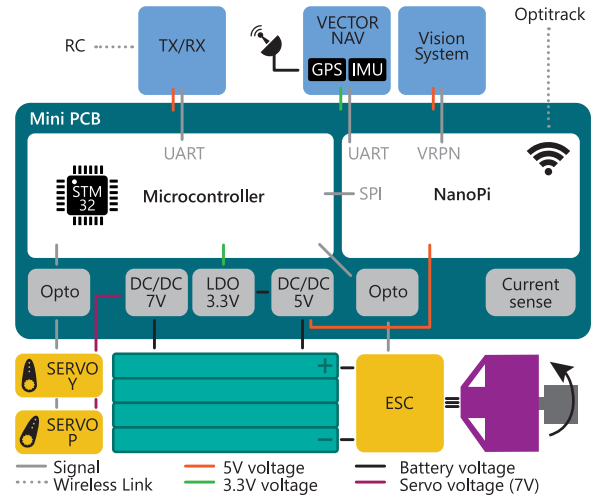 Optitrack
RC
TX/RX
VECTOR
NAV
GPS IMU
Vision
System
Mini PCB
UART
UART
VRPN
STM
32
Microcontroller
SPI
NanoPi
Opto
DC/DC
7V
LDO
3.3V
DC/DC
5V
Opto
Current
sense
SERVO
Y
SERVO
P
+
−
ESC
Signal
5V voltage
Battery voltage
Wireless Link
3.3V voltage
Servo voltage (7V)